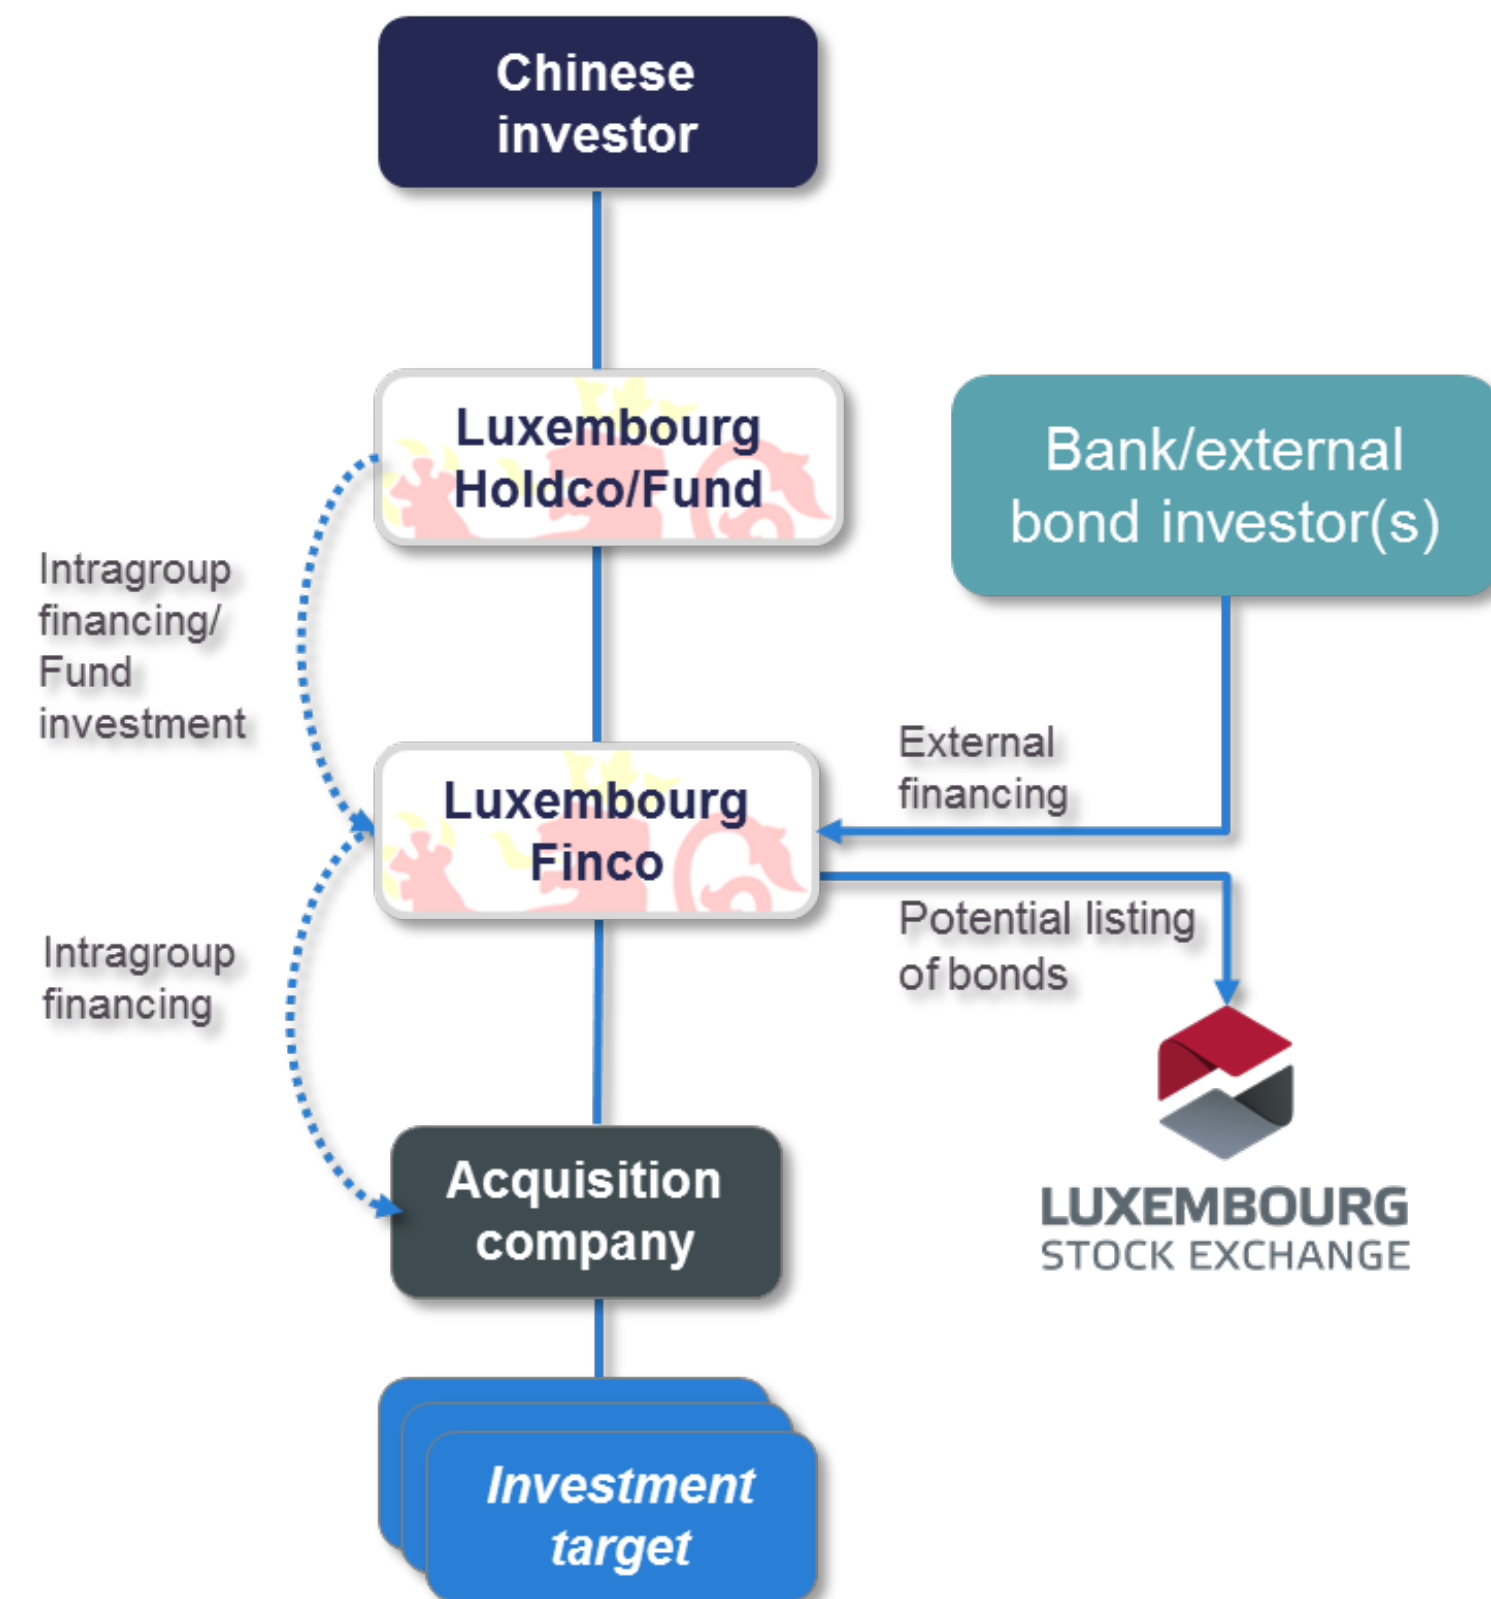 Chinese
investor
Luxembourg
Holdco/Fund
Bank/external
bond investor(s)
Intragroup
financing/
Fund
investment
External
financing
Luxembourg
Finco
Potential listing
of bonds
Intragroup
financing
Acquisition
company
LUXEMBOURG
STOCK EXCHANGE
Investment
target